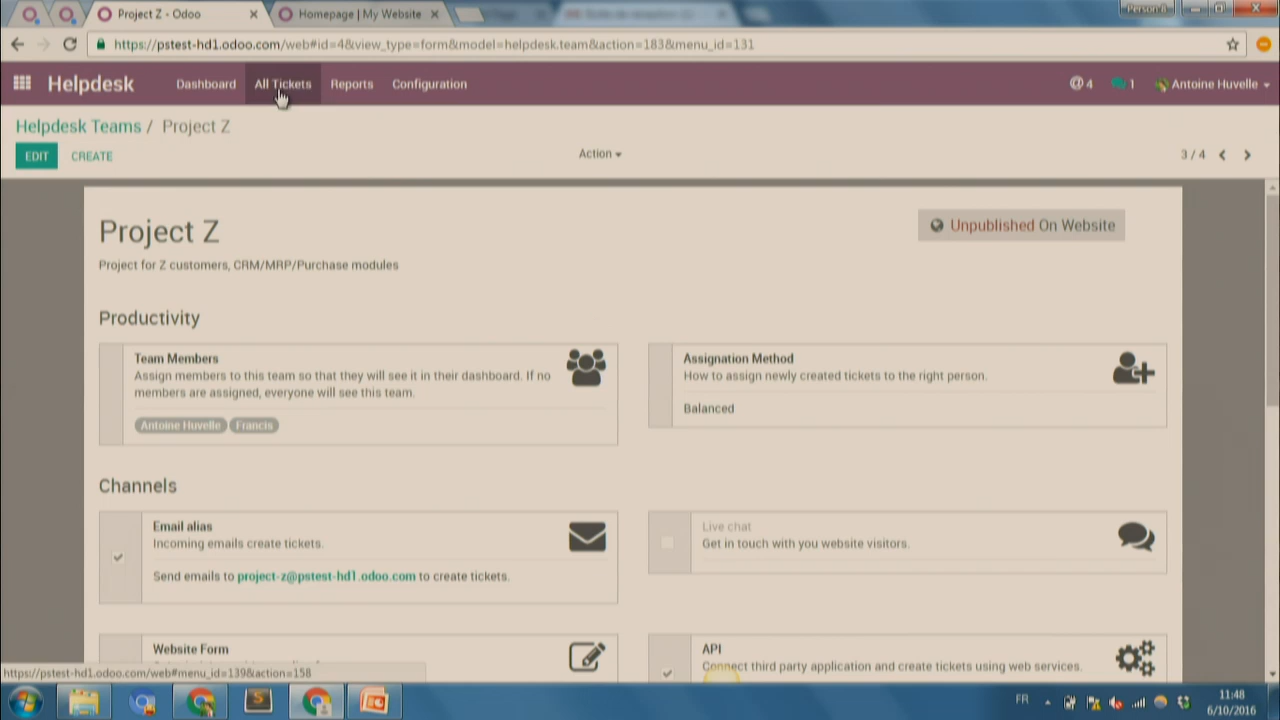 Project Z - Odoo
Homepage | My Website
https://pstest-hd1.odoo.com/web#id=4&view_type=form&model=helpdesk.team&action=183&menu_id=131
Helpdesk Dashboard All Tickets Reports Configuration @ 4 1 Antoine Huvelle
Helpdesk Teams / Project Z
EDIT CREATE Action 3 / 4
Project Z
Unpublished On Website
Project for Z customers, CRM/MRP/Purchase modules
Productivity
Team Members
Assign members to this team so that they will see it in their dashboard. If no
members are assigned, everyone will see this team.
Antoine Huvelle Francis
Assignation Method
How to assign newly created tickets to the right person.
Balanced
Channels
Email alias
Incoming emails create tickets.
Send emails to project-z@pstest-hd1.odoo.com to create tickets.
Live chat
Get in touch with you website visitors.
Website Form
API
Connect third party application and create tickets using web services.
https://pstest-hd1.odoo.com/web#menu_id=139&action=158
FR
11:48
6/10/2016